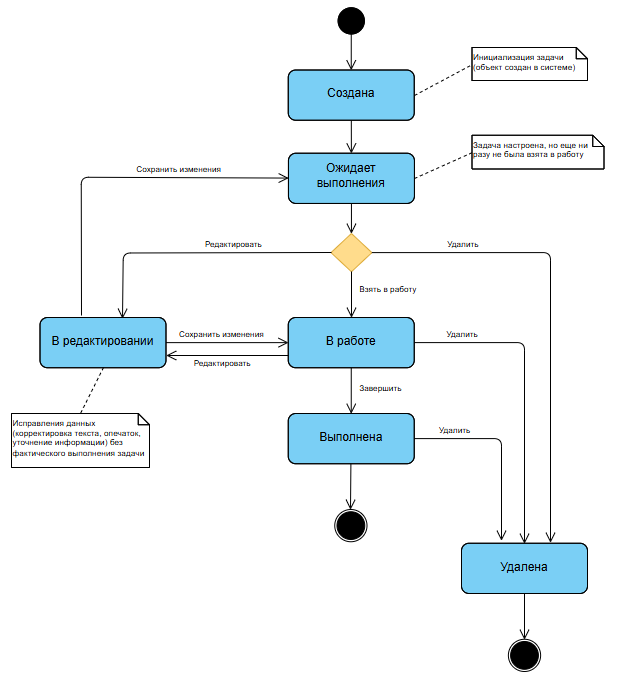 Инициализация задачи
(объект создан в системе)
Создана
Задача настроена, но еще ни
разу не была взята в работу
Ожидает
выполнения
Сохранить изменения
Редактировать
Удалить
Взять в работу
В редактировании
Сохранить изменения
Редактировать
В работе
Удалить
Завершить
Исправления данных
(корректировка текста, опечаток,
уточнение информации) без
фактического выполнения задачи
Выполнена
Удалить
Удалена